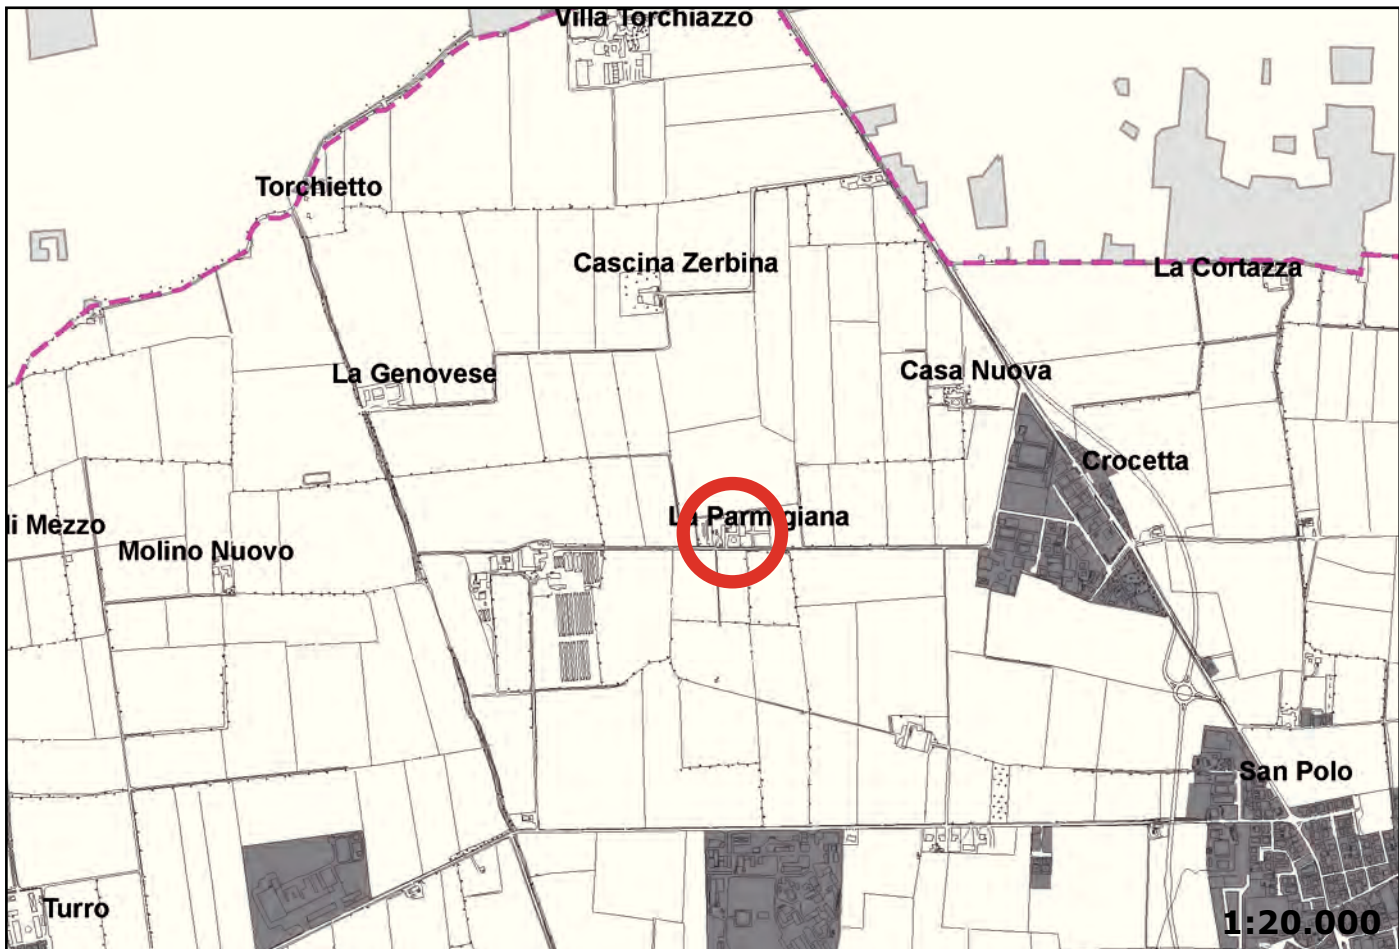 Villa Torchiazzo
Torchietto
Cascina Zerbina
La Cortazza
La Genovese
Casa Nuova
Crocetta
La Parmigiana
li Mezzo
Molino Nuovo
San Polo
Turro
1:20.000